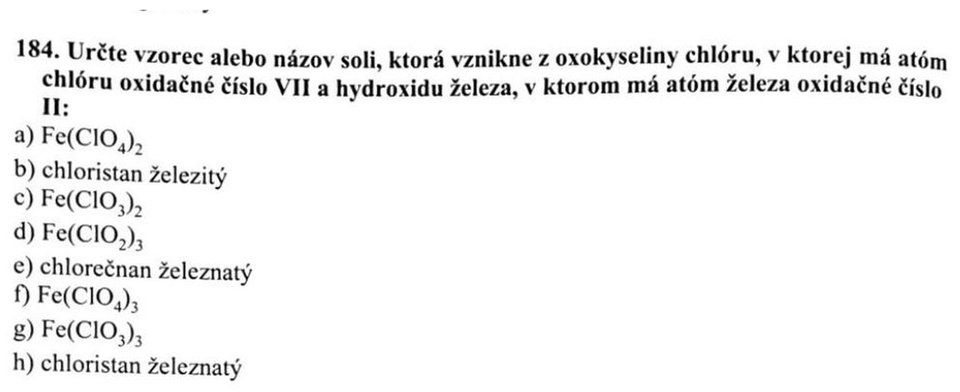 184. Určte vzorec alebo názov soli, ktorá vznikne z oxokyseliny chlóru, v ktorej má atóm
chlóru oxidačné číslo VII a hydroxidu železa, v ktorom má atóm železa oxidačné číslo
II:
a) Fe(ClO₄)₂
b) chloristan železitý
c) Fe(ClO₃)₂
d) Fe(ClO₂)₃
e) chlorečnan železnatý
f) Fe(ClO₄)₃
g) Fe(ClO₃)₃
h) chloristan železnatý